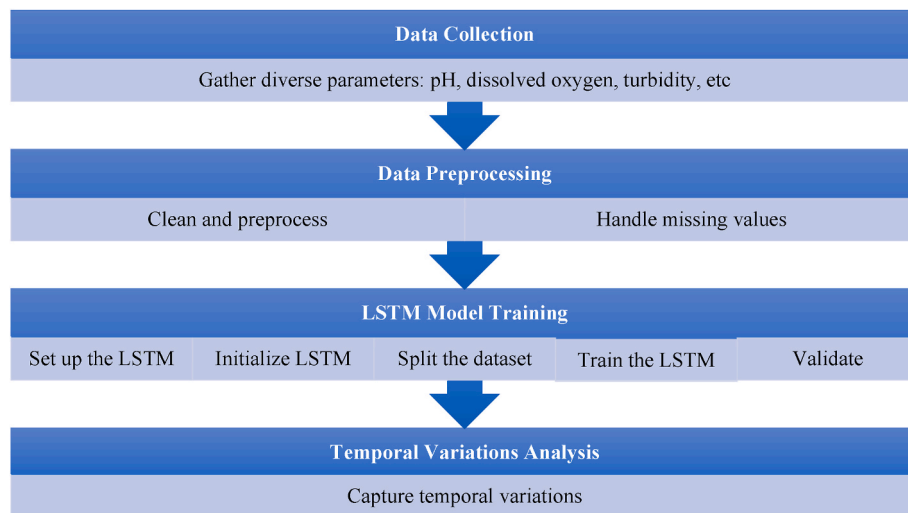 Data Collection
Gather diverse parameters: pH, dissolved oxygen, turbidity, etc
Data Preprocessing
Clean and preprocess
Handle missing values
LSTM Model Training
Set up the LSTM
Initialize LSTM
Split the dataset
Train the LSTM
Validate
Temporal Variations Analysis
Capture temporal variations